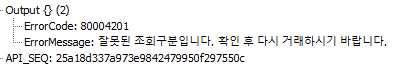 Output {} (2)
ErrorCode: 80004201
ErrorMessage: 잘못된 조회구분입니다. 확인 후 다시 거래하시기 바랍니다.
API_SEQ: 25a18d337a973e9842479950f297550c